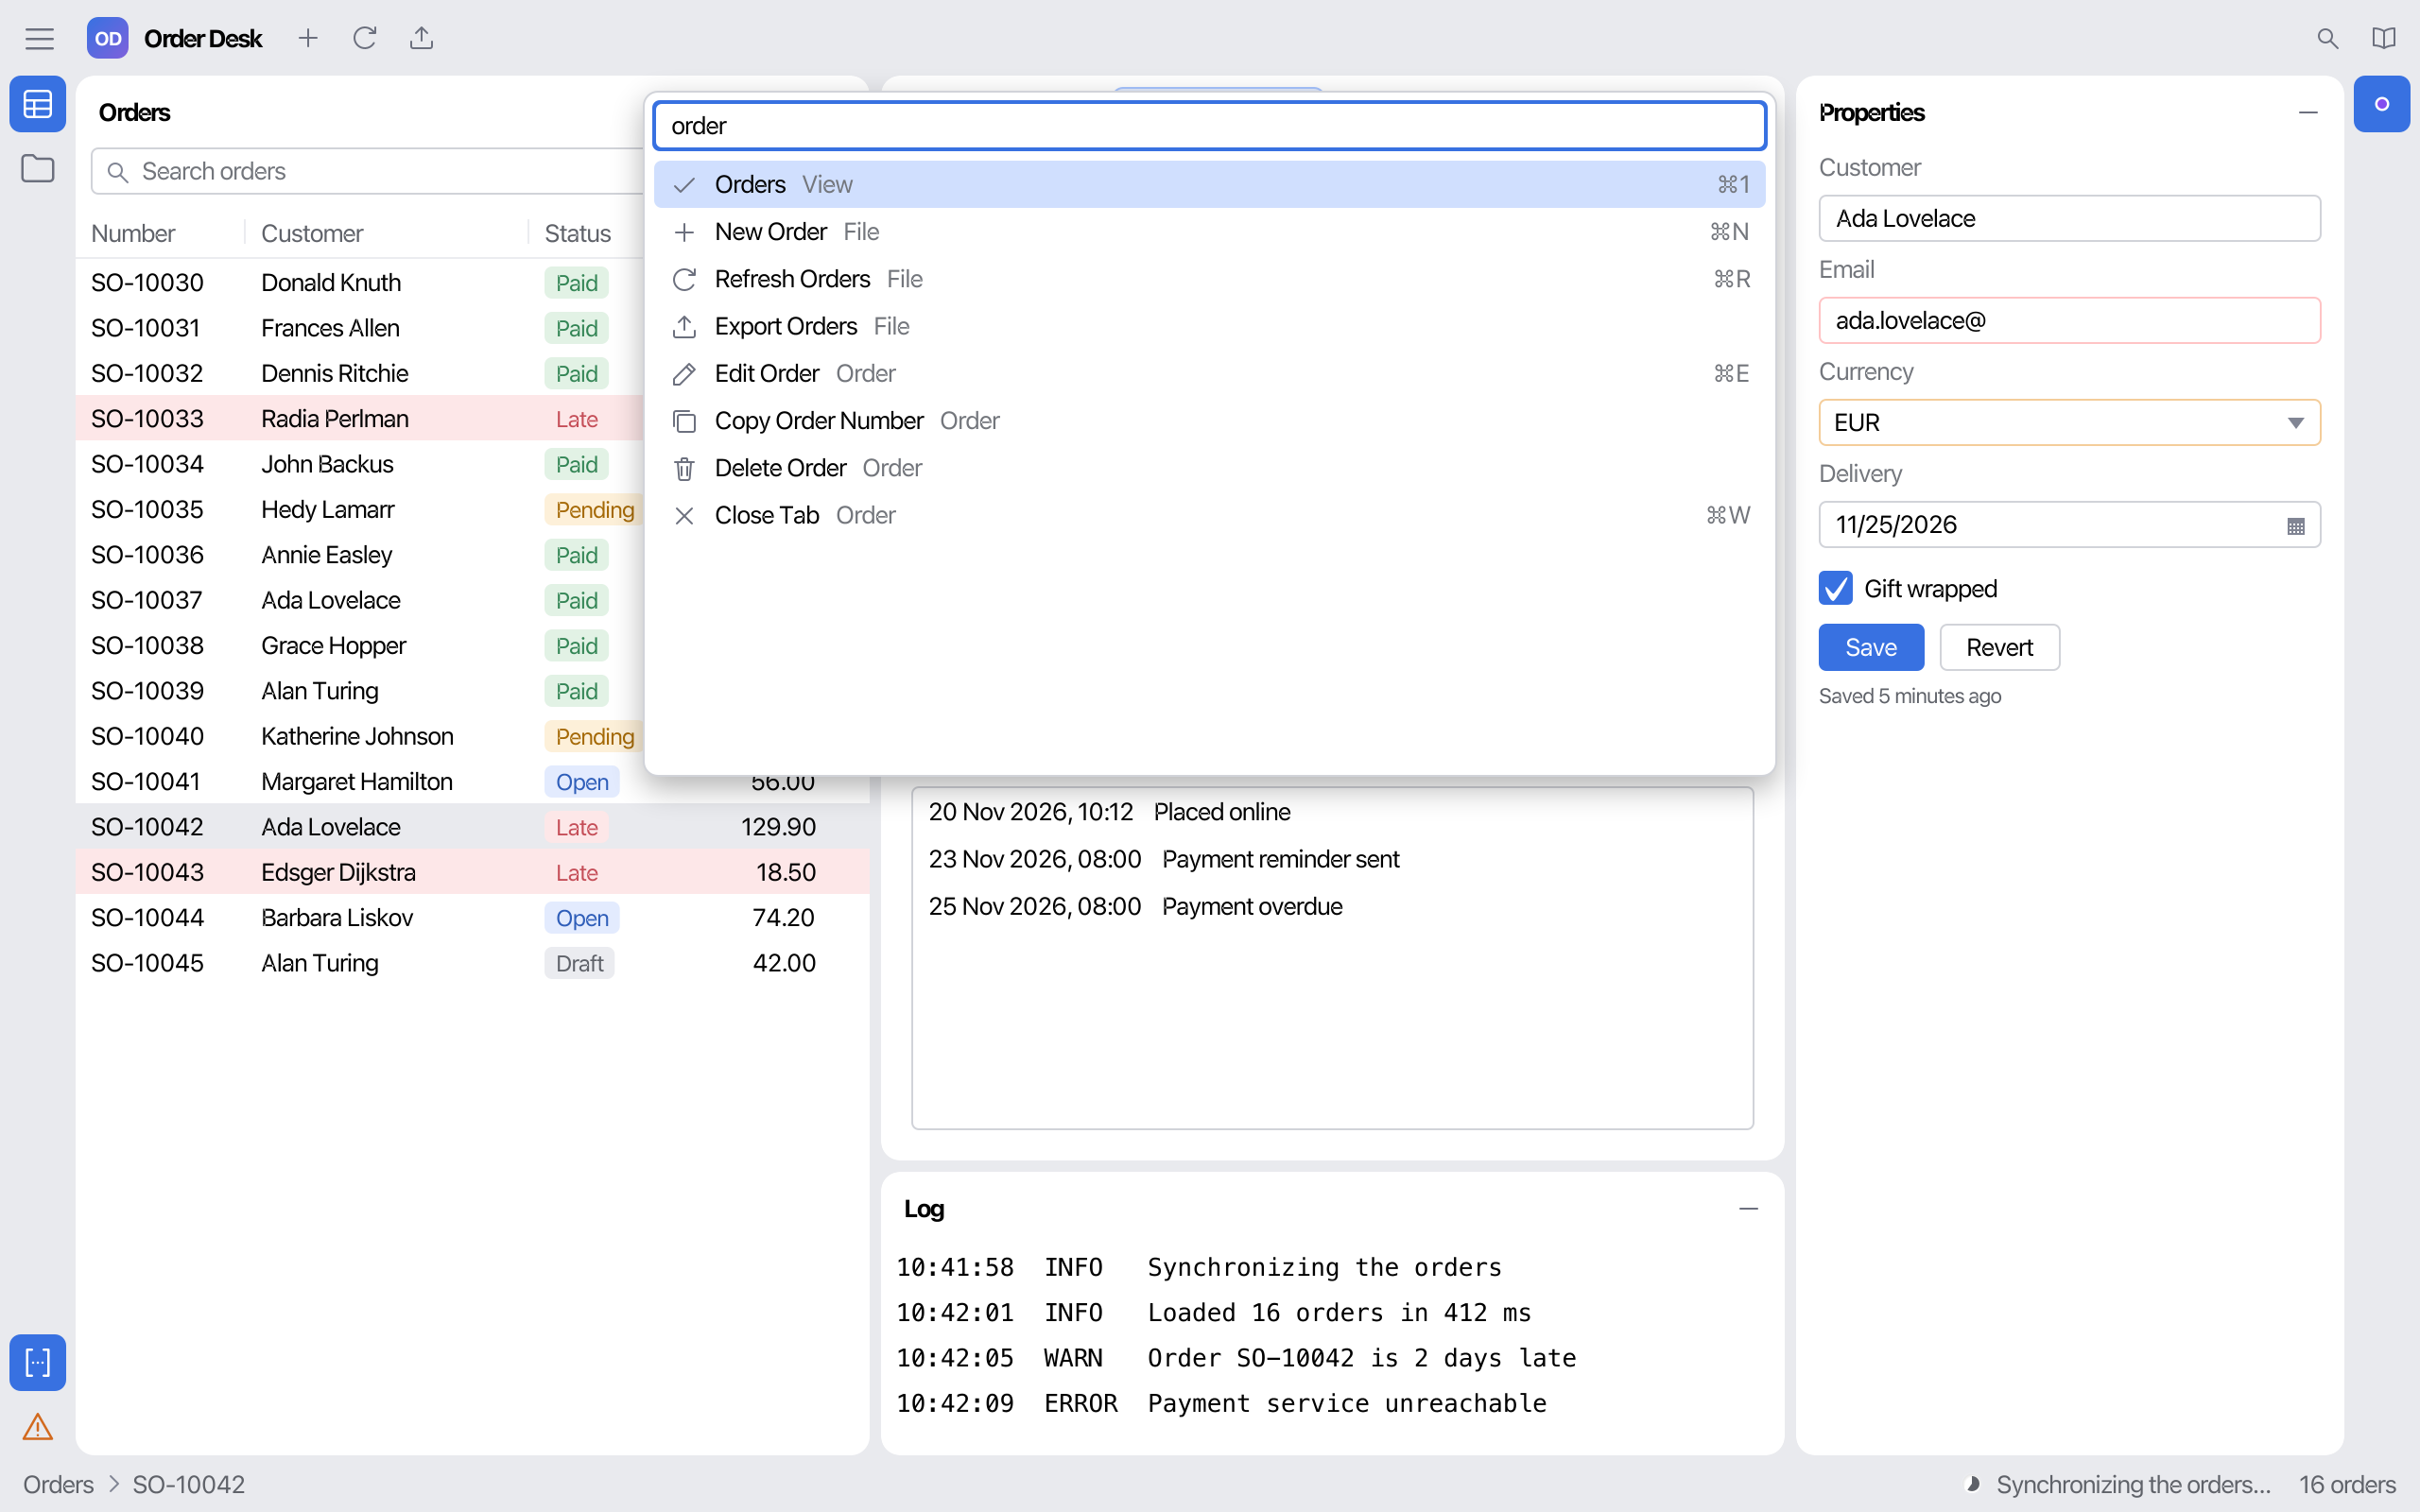 OD Order Desk
Orders
Search orders
Number Customer Status
SO-10030 Donald Knuth Paid
SO-10031 Frances Allen Paid
SO-10032 Dennis Ritchie Paid
SO-10033 Radia Perlman Late
SO-10034 John Backus Paid
SO-10035 Hedy Lamarr Pending
SO-10036 Annie Easley Paid
SO-10037 Ada Lovelace Paid
SO-10038 Grace Hopper Paid
SO-10039 Alan Turing Paid
SO-10040 Katherine Johnson Pending
SO-10041 Margaret Hamilton Open 56.00
SO-10042 Ada Lovelace Late 129.90
SO-10043 Edsger Dijkstra Late 18.50
SO-10044 Barbara Liskov Open 74.20
SO-10045 Alan Turing Draft 42.00
order
Orders View ⌘1
New Order File ⌘N
Refresh Orders File ⌘R
Export Orders File
Edit Order Order ⌘E
Copy Order Number Order
Delete Order Order
Close Tab Order ⌘W
20 Nov 2026, 10:12 Placed online
23 Nov 2026, 08:00 Payment reminder sent
25 Nov 2026, 08:00 Payment overdue
Log
10:41:58 INFO Synchronizing the orders
10:42:01 INFO Loaded 16 orders in 412 ms
10:42:05 WARN Order SO-10042 is 2 days late
10:42:09 ERROR Payment service unreachable
Properties
Customer
Ada Lovelace
Email
ada.lovelace@
Currency
EUR
Delivery
11/25/2026
Gift wrapped
Save Revert
Saved 5 minutes ago
Orders > SO-10042
Synchronizing the orders... 16 orders